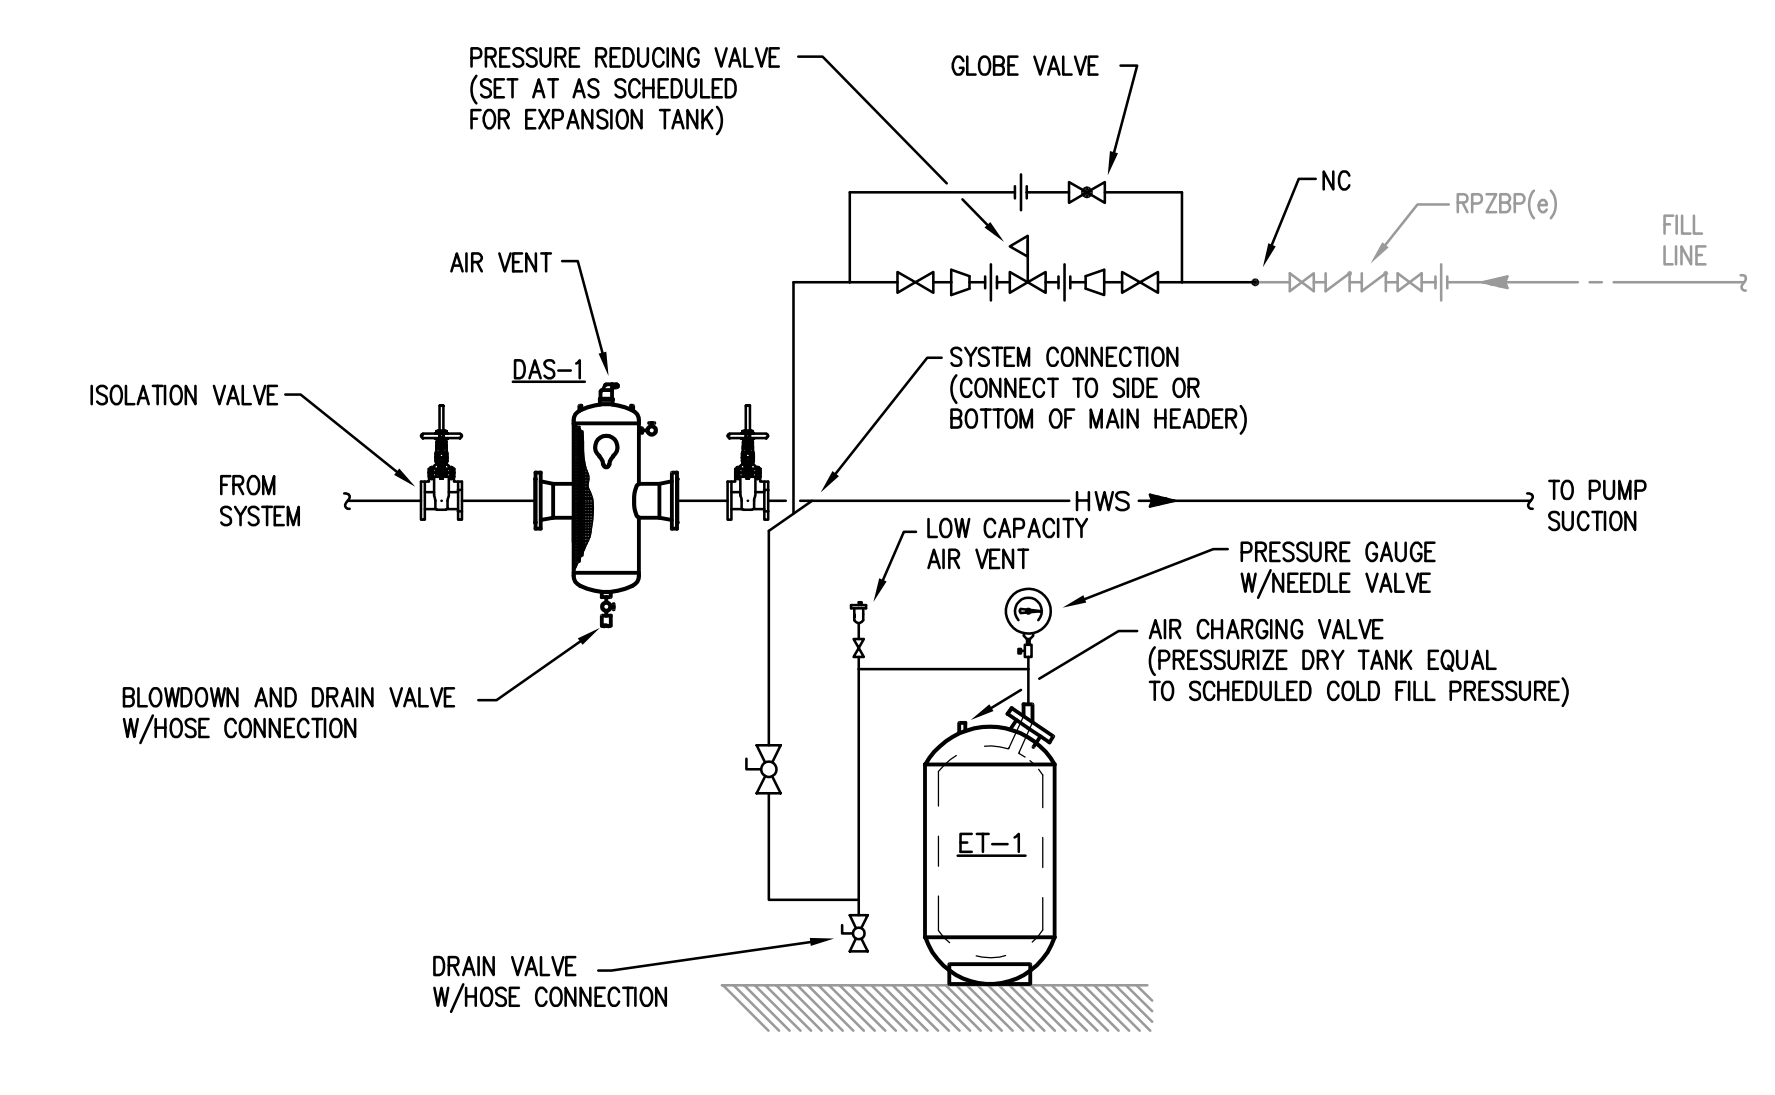 PRESSURE REDUCING VALVE
(SET AT AS SCHEDULED
FOR EXPANSION TANK)
GLOBE VALVE
NC
RPZBP(e)
FILL
LINE
AIR VENT
DAS-1
ISOLATION VALVE
SYSTEM CONNECTION
(CONNECT TO SIDE OR
BOTTOM OF MAIN HEADER)
FROM
SYSTEM
HWS
TO PUMP
SUCTION
LOW CAPACITY
AIR VENT
PRESSURE GAUGE
W/NEEDLE VALVE
AIR CHARGING VALVE
(PRESSURIZE DRY TANK EQUAL
TO SCHEDULED COLD FILL PRESSURE)
BLOWDOWN AND DRAIN VALVE
W/HOSE CONNECTION
ET-1
DRAIN VALVE
W/HOSE CONNECTION